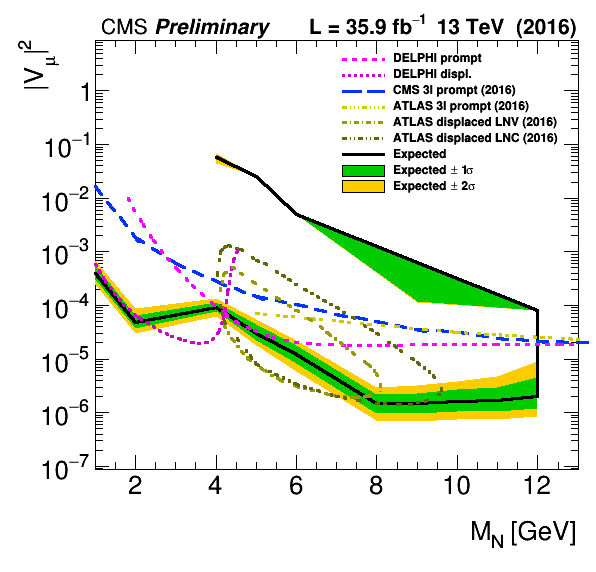 CMS Preliminary L = 35.9 fb⁻¹ 13 TeV (2016)
|V_μ|²
DELPHI prompt
DELPHI displ.
CMS 3l prompt (2016)
ATLAS 3l prompt (2016)
ATLAS displaced LNV (2016)
ATLAS displaced LNC (2016)
Expected
Expected ± 1σ
Expected ± 2σ
1
10⁻¹
10⁻²
10⁻³
10⁻⁴
10⁻⁵
10⁻⁶
10⁻⁷
2 4 6 8 10 12
M_N [GeV]